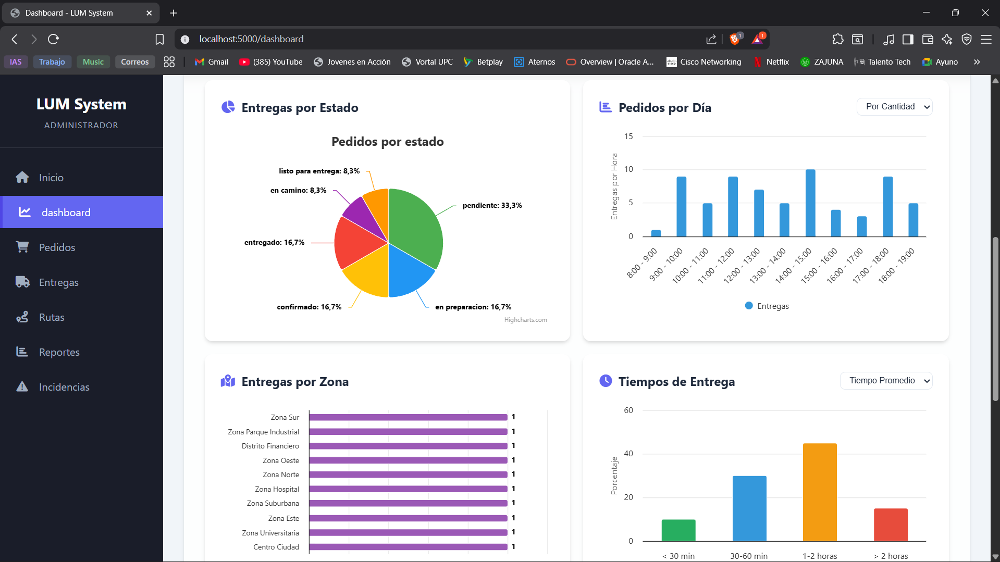 Dashboard - LUM System
localhost:5000/dashboard
1
1
IAS
Trabajo
Music
Correos
Gmail
(385) YouTube
Jovenes en Acción
Vortal UPC
Betplay
Aternos
Overview | Oracle A...
Cisco Networking
Netflix
ZAJUNA
Talento Tech
Ayuno
LUM System
ADMINISTRADOR
Inicio
dashboard
Pedidos
Entregas
Rutas
Reportes
Incidencias
Entregas por Estado
Pedidos por estado
listo para entrega: 8,3%
en camino: 8,3%
pendiente: 33,3%
entregado: 16,7%
confirmado: 16,7%
en preparacion: 16,7%
Highcharts.com
Pedidos por Día
Por Cantidad
Entregas por Hora
15
10
5
0
8:00 - 9:00
9:00 - 10:00
10:00 - 11:00
11:00 - 12:00
12:00 - 13:00
13:00 - 14:00
14:00 - 15:00
15:00 - 16:00
16:00 - 17:00
17:00 - 18:00
18:00 - 19:00
Entregas
Entregas por Zona
Zona Sur 1
Zona Parque Industrial 1
Distrito Financiero 1
Zona Oeste 1
Zona Norte 1
Zona Hospital 1
Zona Suburbana 1
Zona Este 1
Zona Universitaria 1
Centro Ciudad 1
Tiempos de Entrega
Tiempo Promedio
Porcentaje
60
40
20
0
< 30 min
30-60 min
1-2 horas
> 2 horas